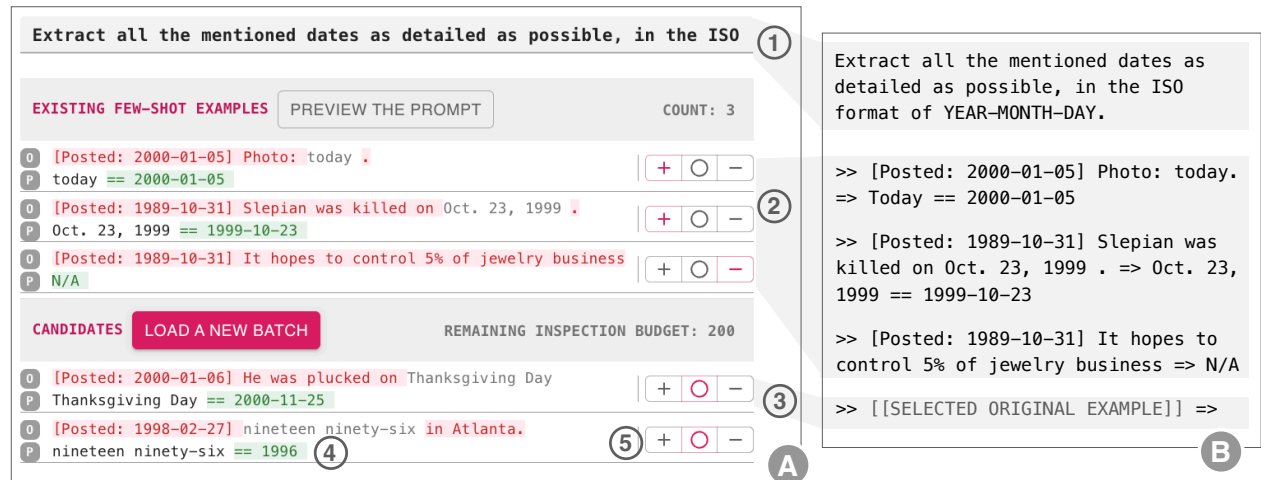 Extract all the mentioned dates as detailed as possible, in the ISO
1
EXISTING FEW-SHOT EXAMPLES PREVIEW THE PROMPT COUNT: 3
O [Posted: 2000-01-05] Photo: today .
P today == 2000-01-05
+ ○ −
O [Posted: 1989-10-31] Slepian was killed on Oct. 23, 1999 .
P Oct. 23, 1999 == 1999-10-23
+ ○ −
2
O [Posted: 1989-10-31] It hopes to control 5% of jewelry business
P N/A
+ ○ −
CANDIDATES LOAD A NEW BATCH REMAINING INSPECTION BUDGET: 200
O [Posted: 2000-01-06] He was plucked on Thanksgiving Day
P Thanksgiving Day == 2000-11-25
+ ○ −
3
O [Posted: 1998-02-27] nineteen ninety-six in Atlanta.
P nineteen ninety-six == 1996
4
5
+ ○ −
A
Extract all the mentioned dates as
detailed as possible, in the ISO
format of YEAR-MONTH-DAY.
>> [Posted: 2000-01-05] Photo: today.
=> Today == 2000-01-05
>> [Posted: 1989-10-31] Slepian was
killed on Oct. 23, 1999 . => Oct. 23,
1999 == 1999-10-23
>> [Posted: 1989-10-31] It hopes to
control 5% of jewelry business => N/A
>> [[SELECTED ORIGINAL EXAMPLE]] =>
B